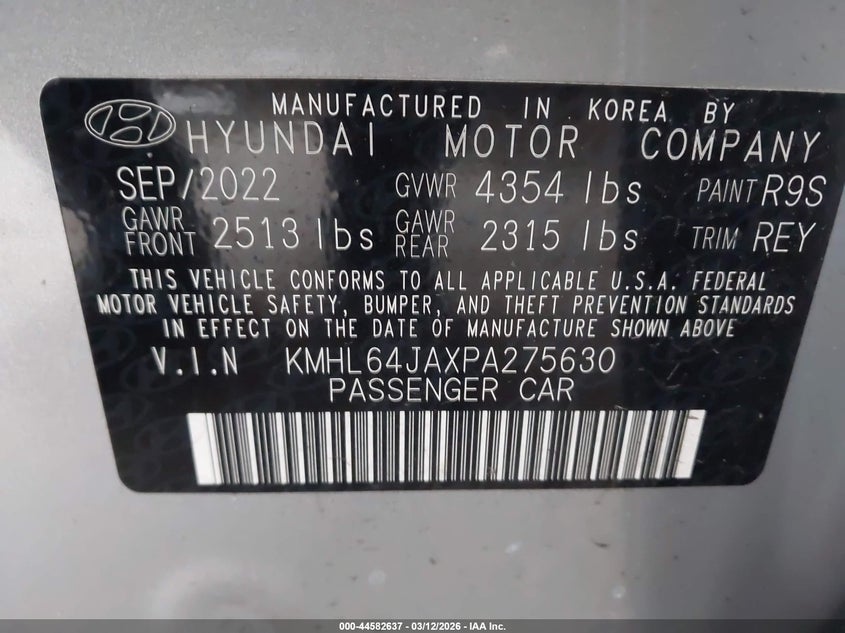 MANUFACTURED IN KOREA BY
HYUNDAI MOTOR COMPANY
SEP/2022 GVWR 4354 lbs PAINT R9S
GAWR FRONT 2513 lbs GAWR REAR 2315 lbs TRIM REY
THIS VEHICLE CONFORMS TO ALL APPLICABLE U.S.A. FEDERAL
MOTOR VEHICLE SAFETY, BUMPER, AND THEFT PREVENTION STANDARDS
IN EFFECT ON THE DATE OF MANUFACTURE SHOWN ABOVE
V.I.N KMHL64JAXPA275630
PASSENGER CAR
000-44582637 - 03/12/2026 - IAA Inc.